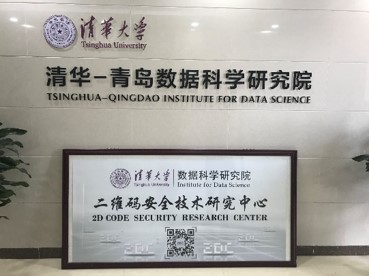 清華大学
Tsinghua University
清华-青岛数据科学研究院
TSINGHUA-QINGDAO INSTITUTE FOR DATA SCIENCE
清華大学 数据科学研究院
Tsinghua University Institute for Data Science
二维码安全技术研究中心
2D CODE SECURITY RESEARCH CENTER